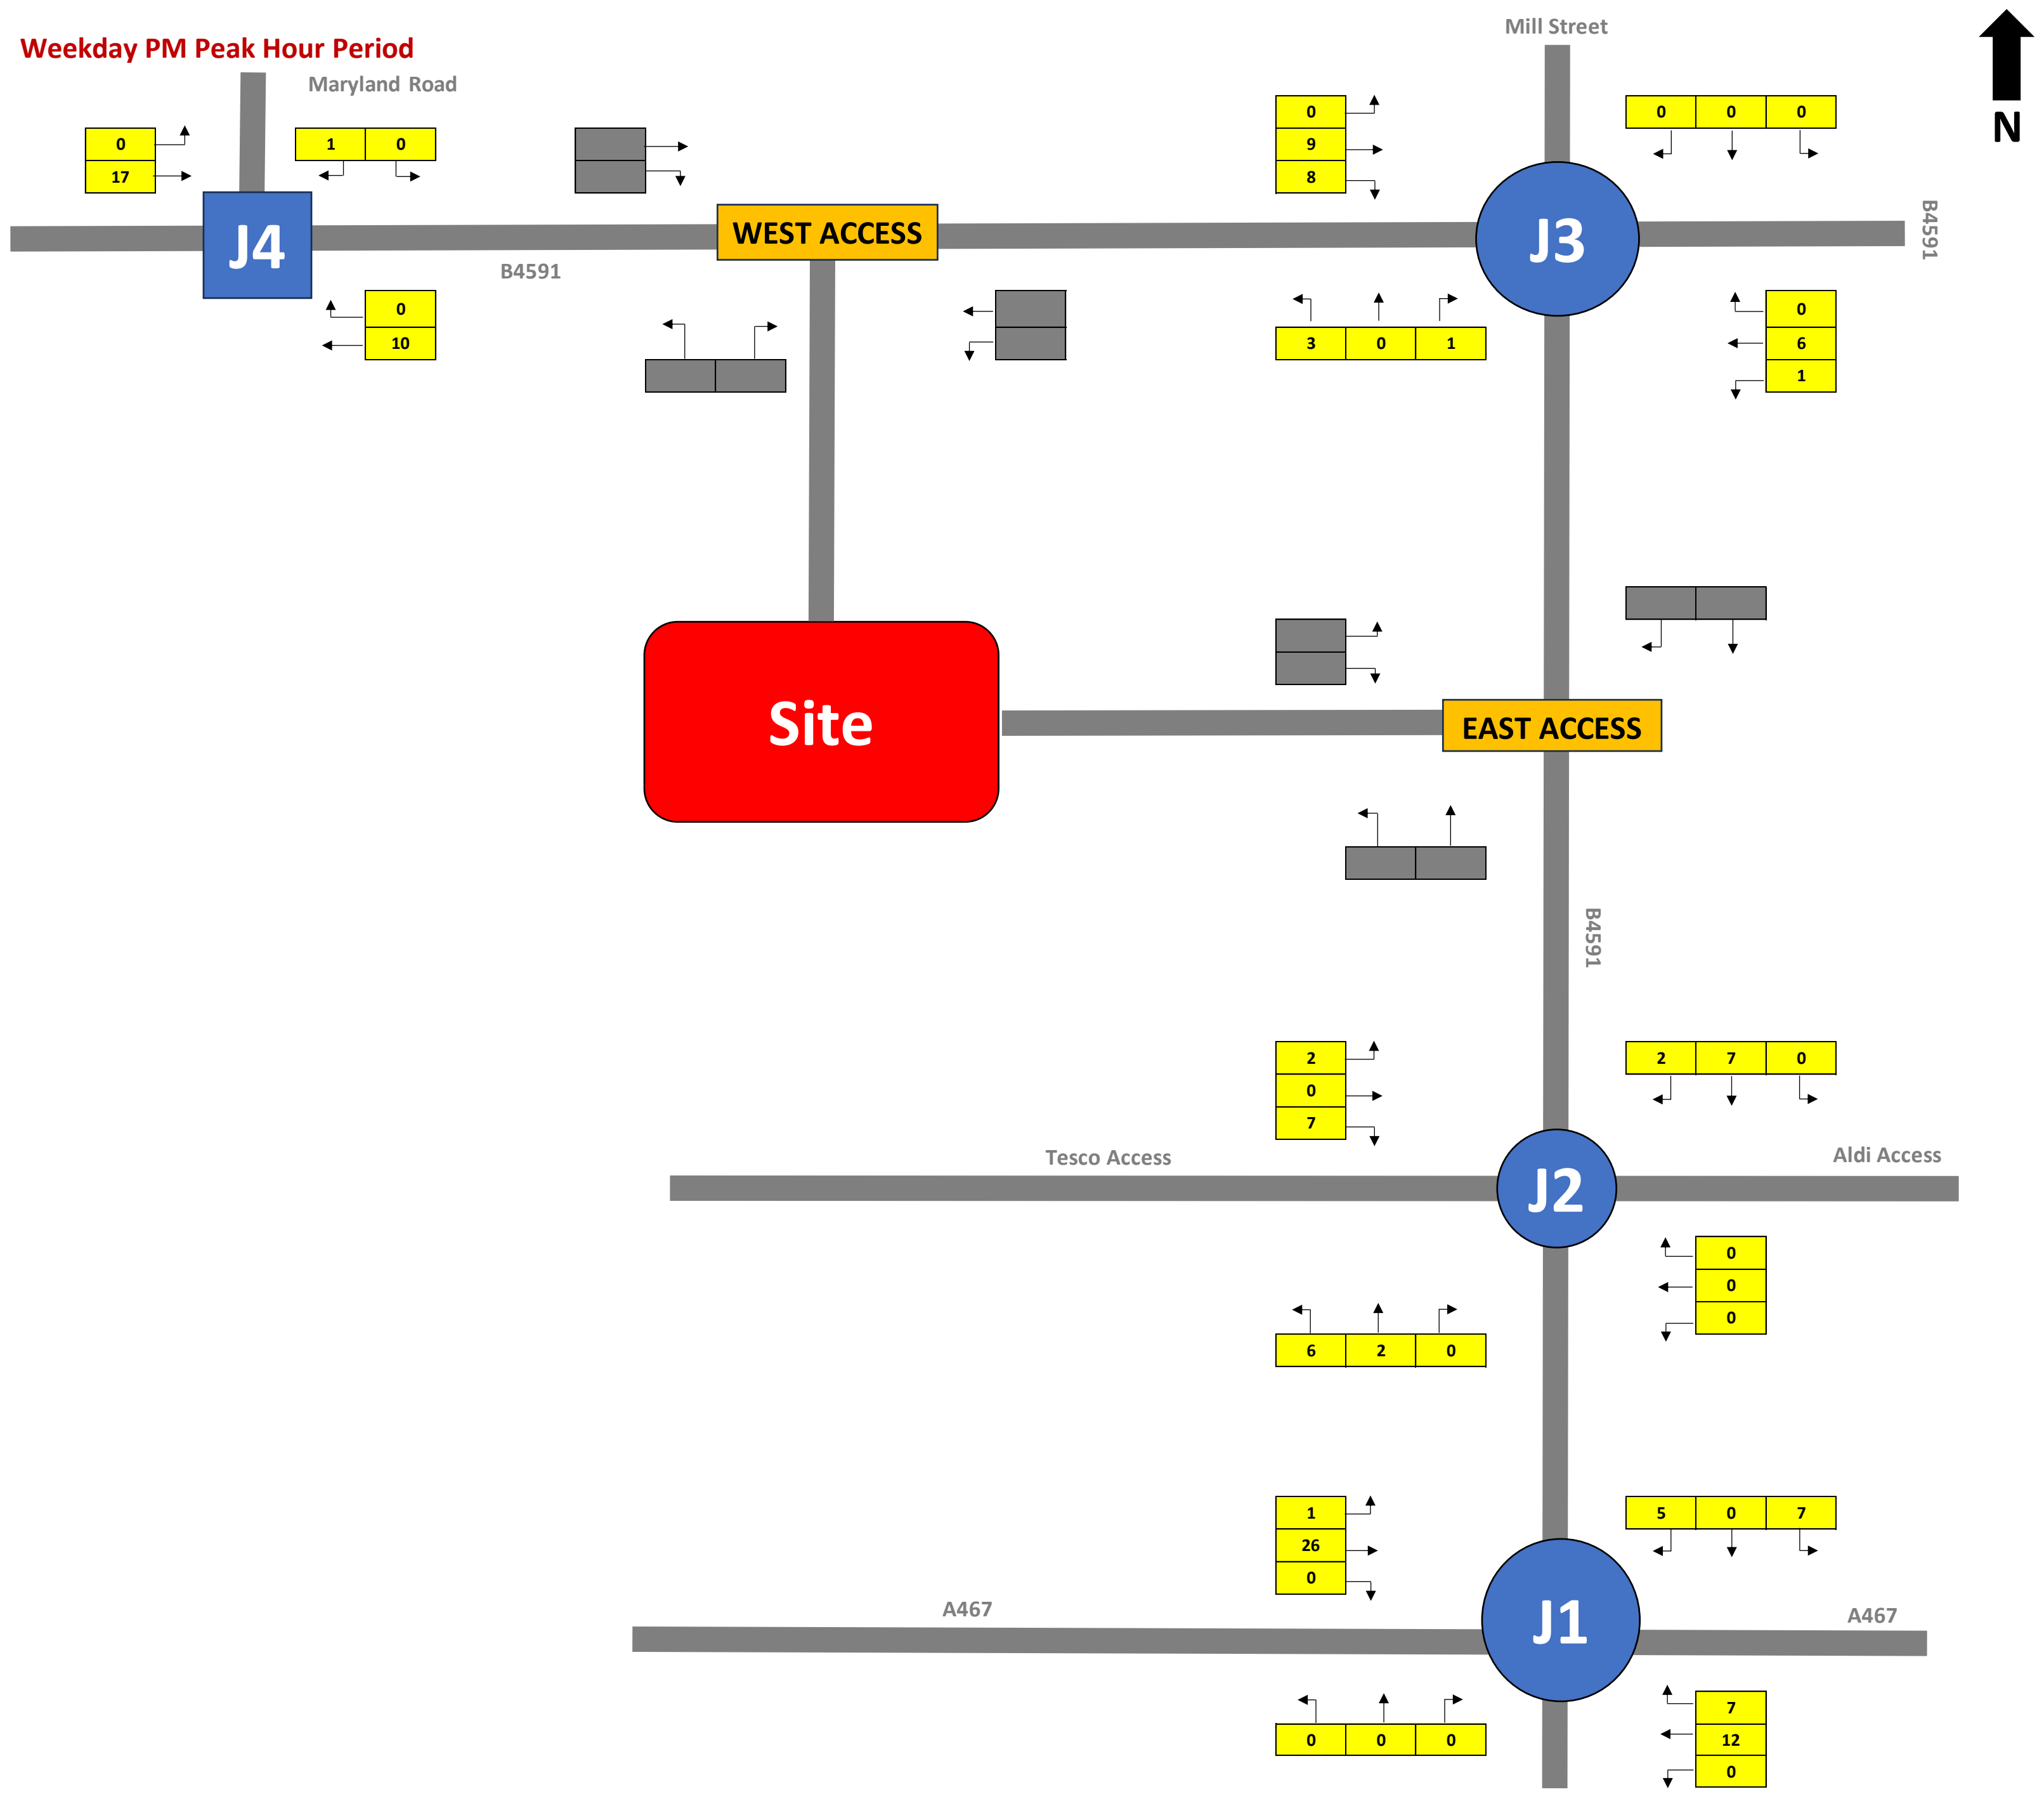 Mill Street
Weekday PM Peak Hour Period
Maryland Road
N
0
9
8
0 0 0
0
17
1 0
B4591
J4
WEST ACCESS
J3
B4591
0
10
3 0 1
0
6
1
Site
EAST ACCESS
B4591
2
0
7
2 7 0
Tesco Access
Aldi Access
J2
0
0
0
6 2 0
1
26
0
5 0 7
A467
J1
A467
7
12
0
0 0 0